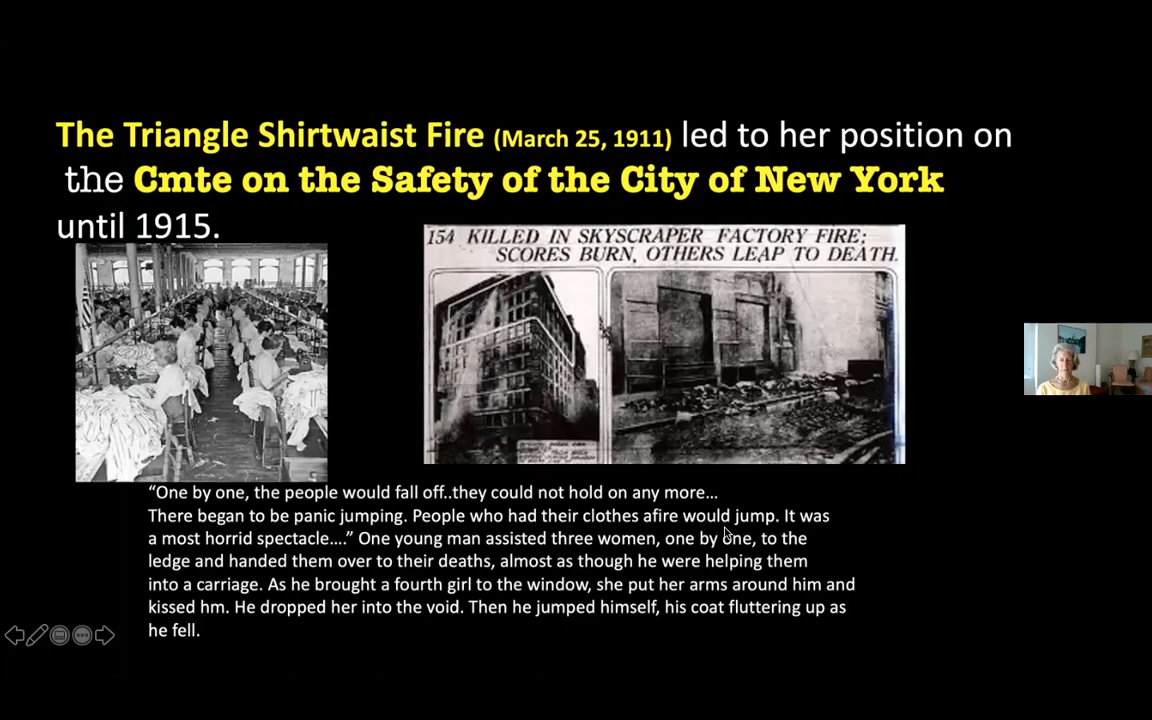 The Triangle Shirtwaist Fire (March 25, 1911) led to her position on
the Cmte on the Safety of the City of New York
until 1915.
154 KILLED IN SKYSCRAPER FACTORY FIRE;
SCORES BURN, OTHERS LEAP TO DEATH.
“One by one, the people would fall off..they could not hold on any more…
There began to be panic jumping. People who had their clothes afire would jump. It was
a most horrid spectacle….” One young man assisted three women, one by one, to the
ledge and handed them over to their deaths, almost as though he were helping them
into a carriage. As he brought a fourth girl to the window, she put her arms around him and
kissed hm. He dropped her into the void. Then he jumped himself, his coat fluttering up as
he fell.